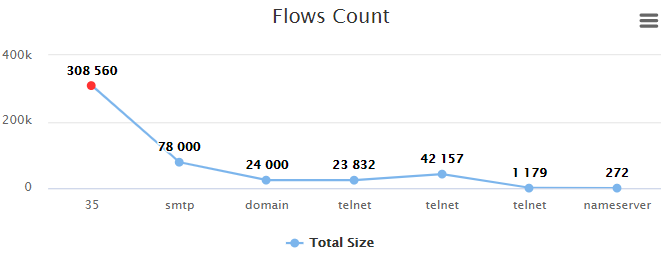 Flows Count
400k
308 560
200k
78 000
24 000
23 832
42 157
1 179
272
0
35 smtp domain telnet telnet telnet nameserver
Total Size